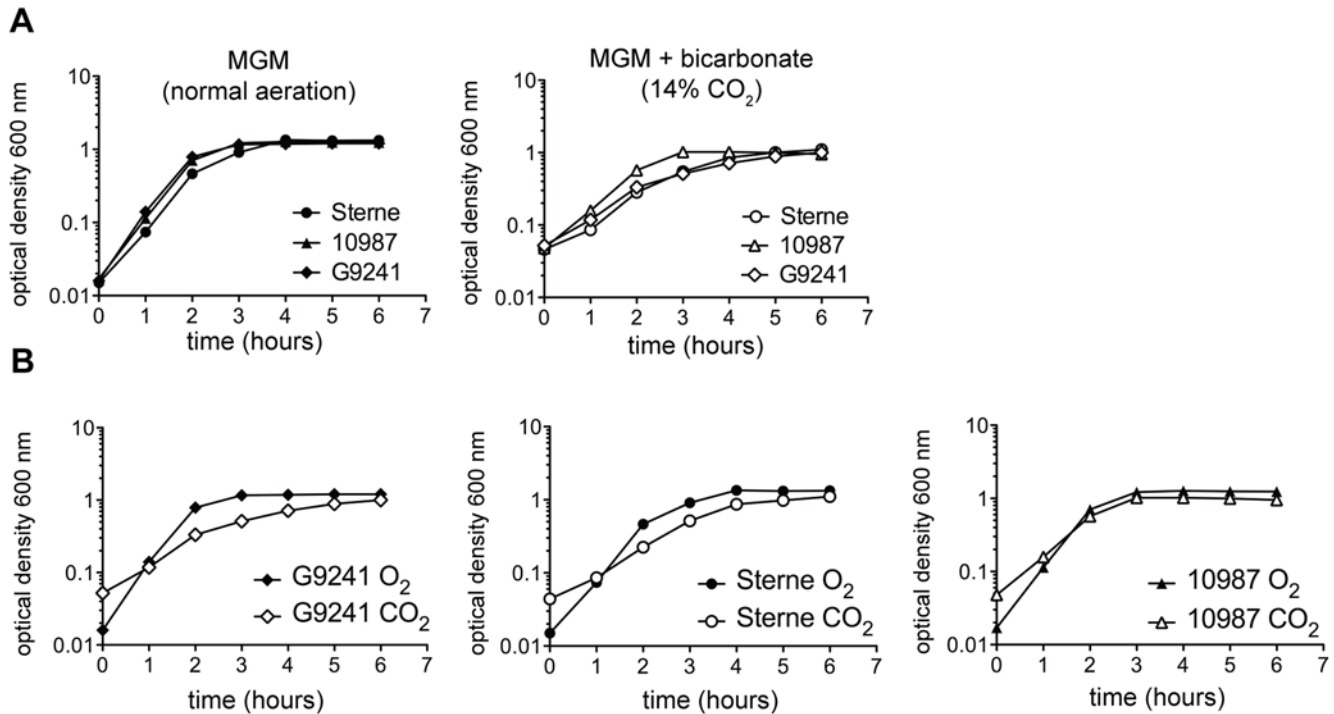 A
MGM
(normal aeration)
optical density 600 nm
10
1
0.1
0.01
Sterne
10987
G9241
0 1 2 3 4 5 6 7
time (hours)
MGM + bicarbonate
(14% CO₂)
optical density 600 nm
10
1
0.1
0.01
Sterne
10987
G9241
0 1 2 3 4 5 6 7
time (hours)
B
optical density 600 nm
10
1
0.1
0.01
G9241 O₂
G9241 CO₂
0 1 2 3 4 5 6 7
time (hours)
optical density 600 nm
10
1
0.1
0.01
Sterne O₂
Sterne CO₂
0 1 2 3 4 5 6 7
time (hours)
optical density 600 nm
10
1
0.1
0.01
10987 O₂
10987 CO₂
0 1 2 3 4 5 6 7
time (hours)